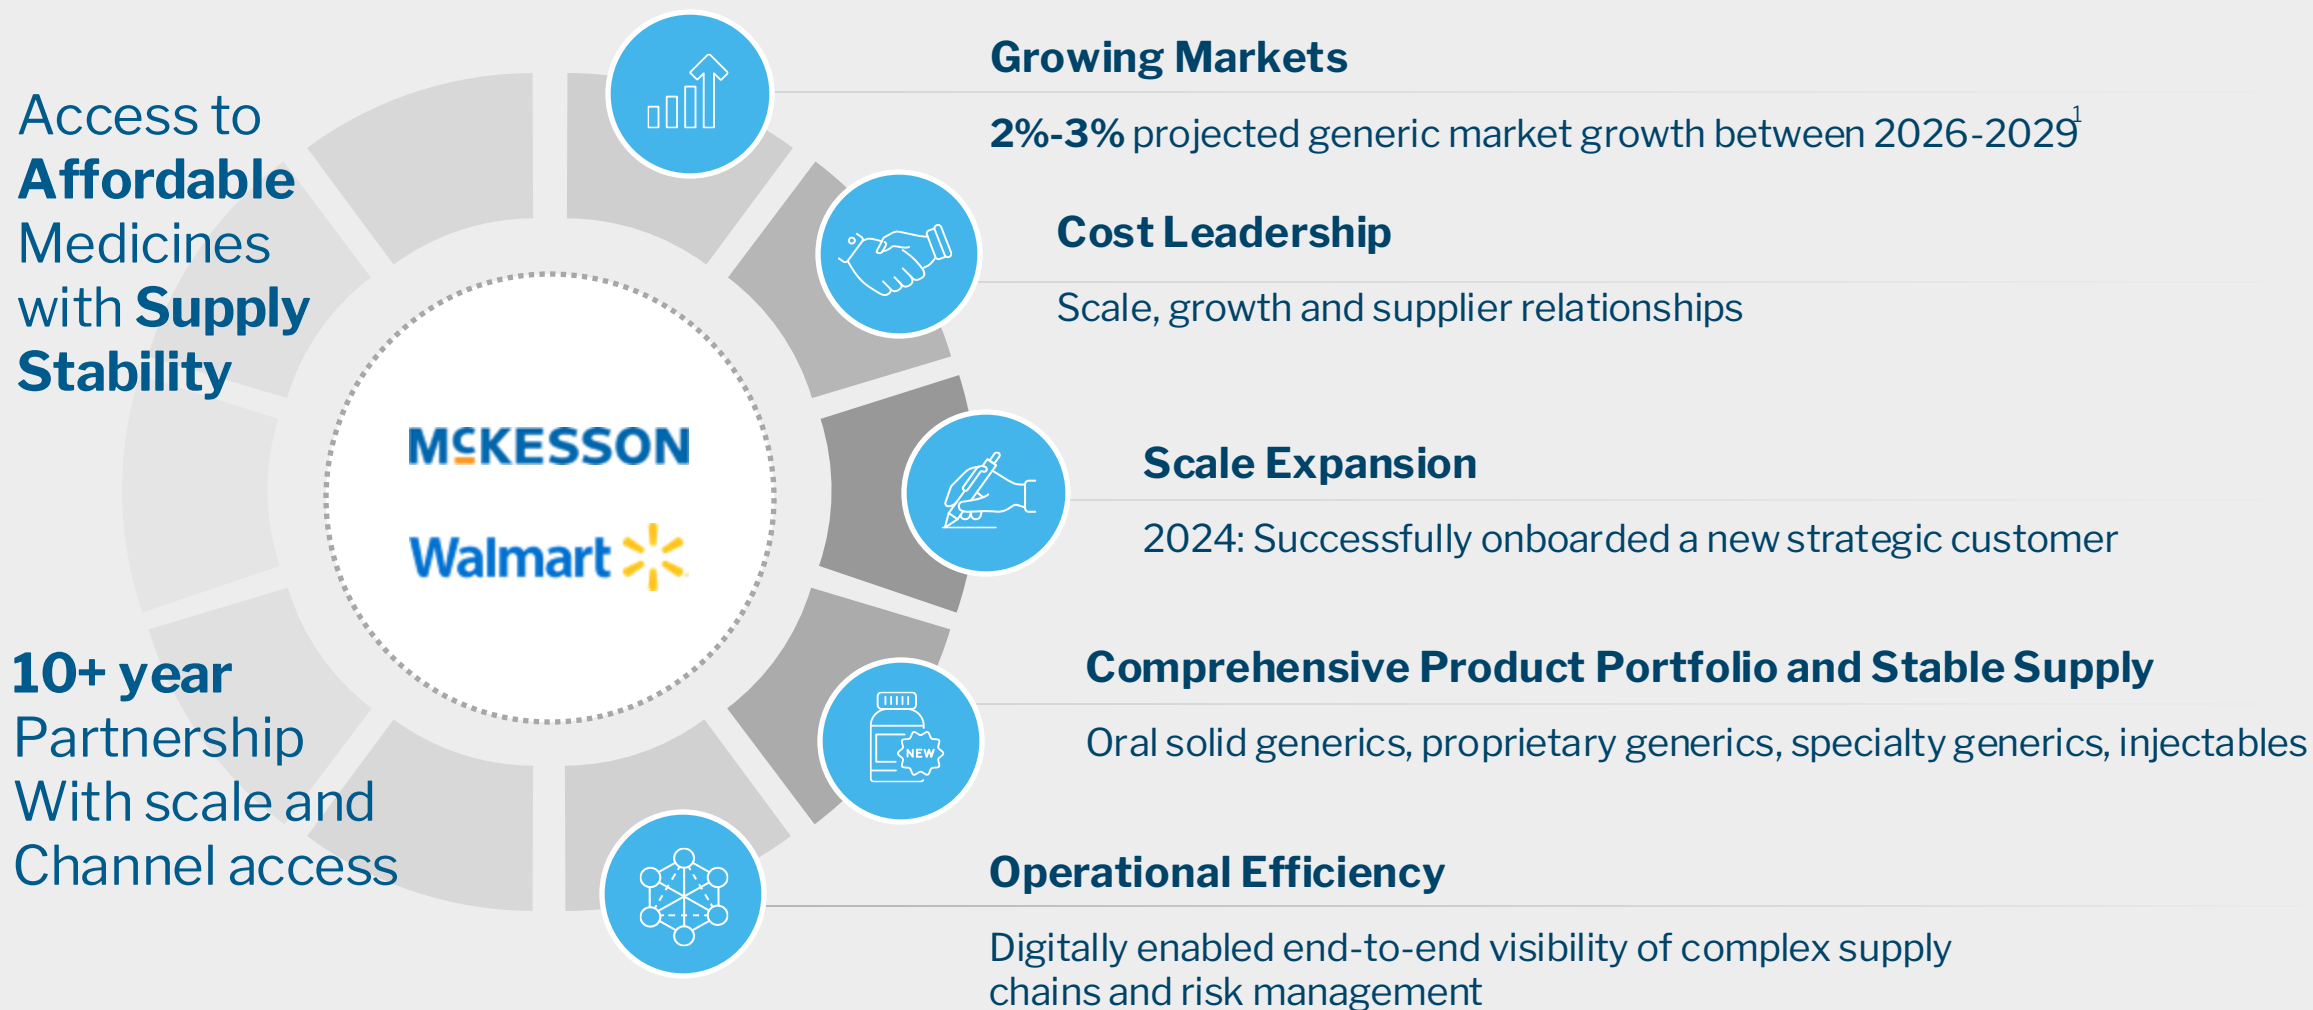 Access to
Affordable
Medicines
with Supply
Stability
10+ year
Partnership
With scale and
Channel access
McKESSON
Walmart
Growing Markets
2%-3% projected generic market growth between 2026-2029¹
Cost Leadership
Scale, growth and supplier relationships
Scale Expansion
2024: Successfully onboarded a new strategic customer
Comprehensive Product Portfolio and Stable Supply
NEW
Oral solid generics, proprietary generics, specialty generics, injectables
Operational Efficiency
Digitally enabled end-to-end visibility of complex supply
chains and risk management